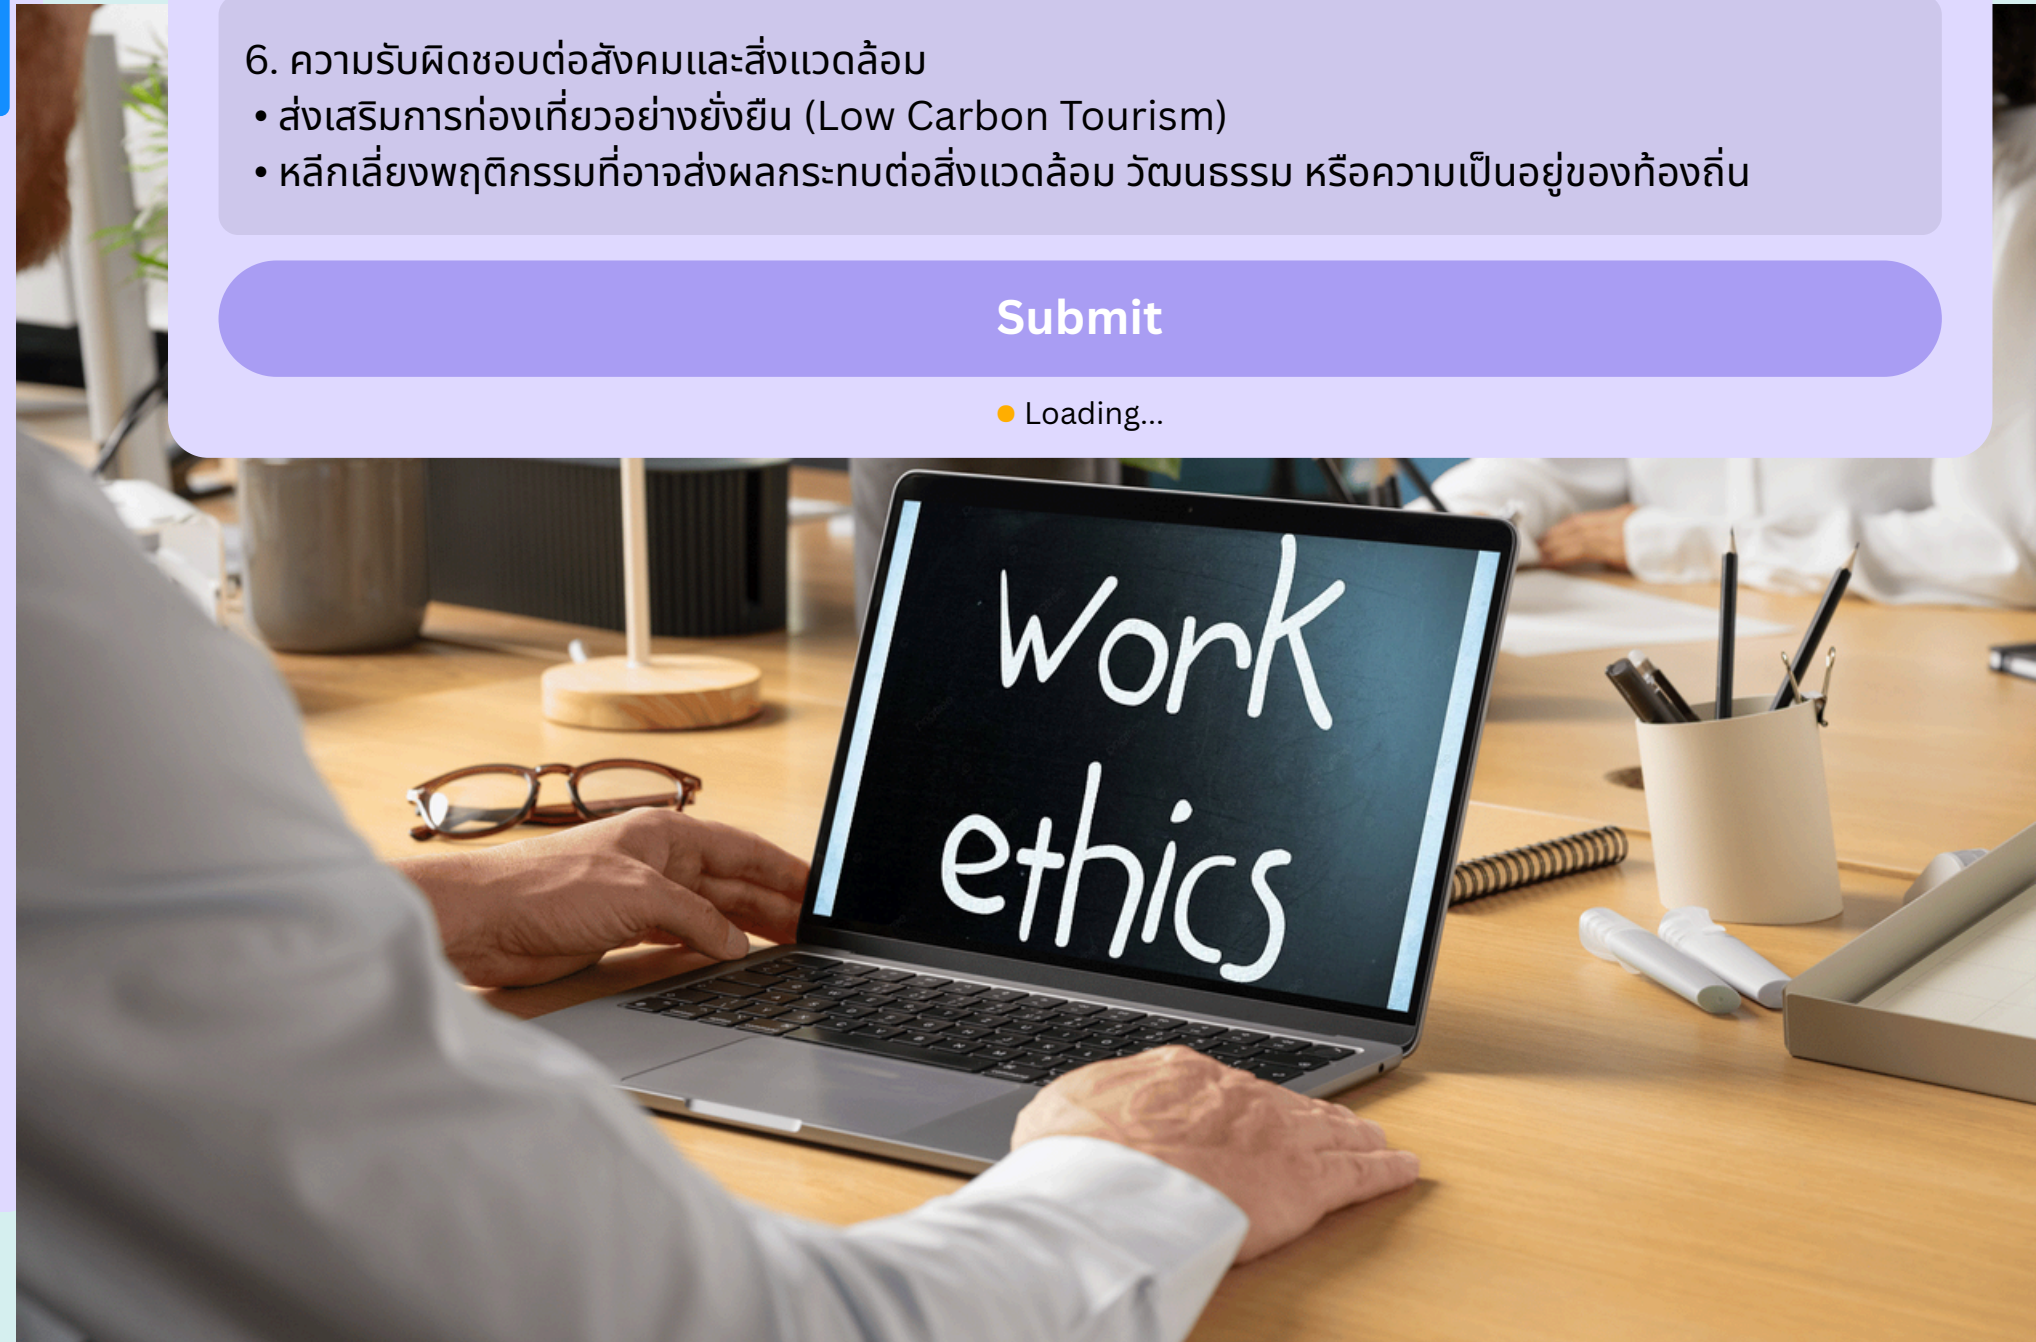 6. ความรับผิดชอบต่อสังคมและสิ่งแวดล้อม
• ส่งเสริมการท่องเที่ยวอย่างยั่งยืน (Low Carbon Tourism)
• หลีกเลี่ยงพฤติกรรมที่อาจส่งผลกระทบต่อสิ่งแวดล้อม วัฒนธรรม หรือความเป็นอยู่ของท้องถิ่น
Submit
Loading...
Work
ethics